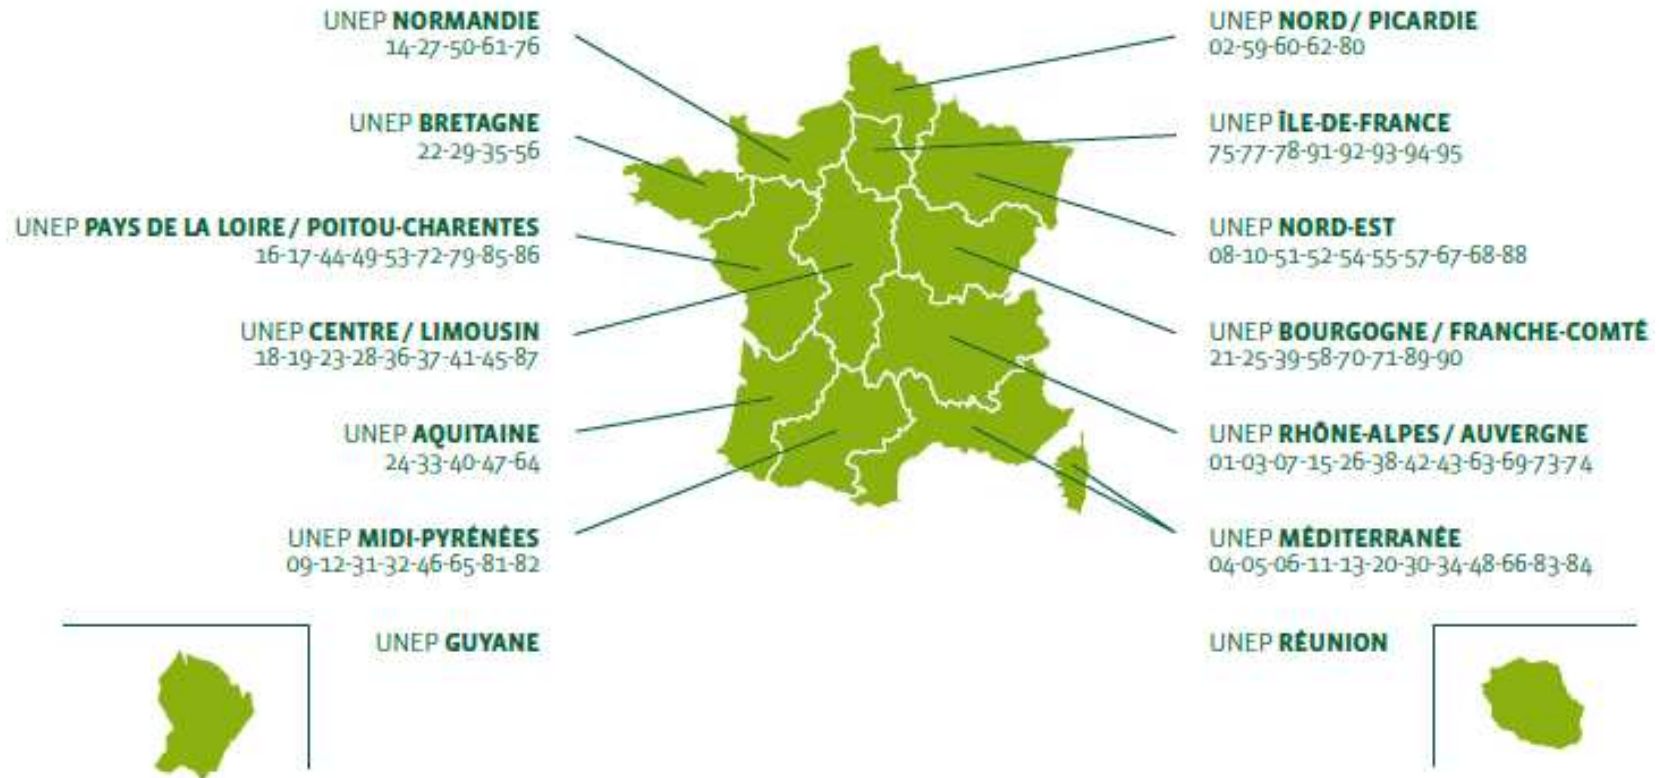 UNEP NORMANDIE
14-27-50-61-76
UNEP BRETAGNE
22-29-35-56
UNEP PAYS DE LA LOIRE / POITOU-CHARENTES
16-17-44-49-53-72-79-85-86
UNEP CENTRE / LIMOUSIN
18-19-23-28-36-37-41-45-87
UNEP AQUITAINE
24-33-40-47-64
UNEP MIDI-PYRÉNÉES
09-12-31-32-46-65-81-82
UNEP GUYANE
UNEP NORD / PICARDIE
02-59-60-62-80
UNEP ÎLE-DE-FRANCE
75-77-78-91-92-93-94-95
UNEP NORD-EST
08-10-51-52-54-55-57-67-68-88
UNEP BOURGOGNE / FRANCHE-COMTÉ
21-25-39-58-70-71-89-90
UNEP RHÔNE-ALPES / AUVERGNE
01-03-07-15-26-38-42-43-63-69-73-74
UNEP MÉDITERRANÉE
04-05-06-11-13-20-30-34-48-66-83-84
UNEP RÉUNION